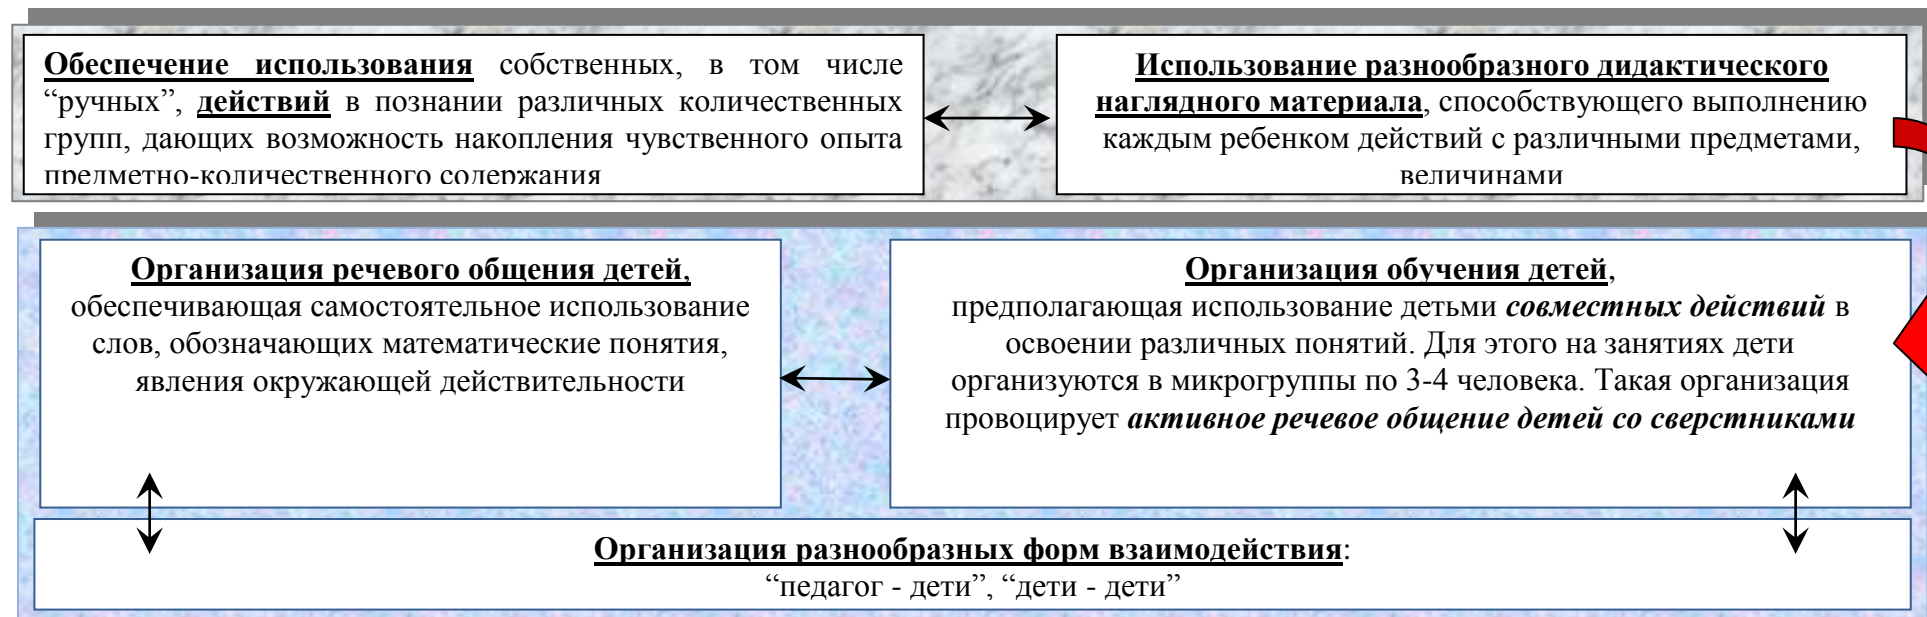 Обеспечение использования собственных, в том числе
“ручных”, действий в познании различных количественных
групп, дающих возможность накопления чувственного опыта
предметно-количественного содержания
Использование разнообразного дидактического
наглядного материала, способствующего выполнению
каждым ребенком действий с различными предметами,
величинами
Организация речевого общения детей,
обеспечивающая самостоятельное использование
слов, обозначающих математические понятия,
явления окружающей действительности
Организация обучения детей,
предполагающая использование детьми совместных действий в
освоении различных понятий. Для этого на занятиях дети
организуются в микрогруппы по 3-4 человека. Такая организация
провоцирует активное речевое общение детей со сверстниками
Организация разнообразных форм взаимодействия:
“педагог - дети”, “дети - дети”